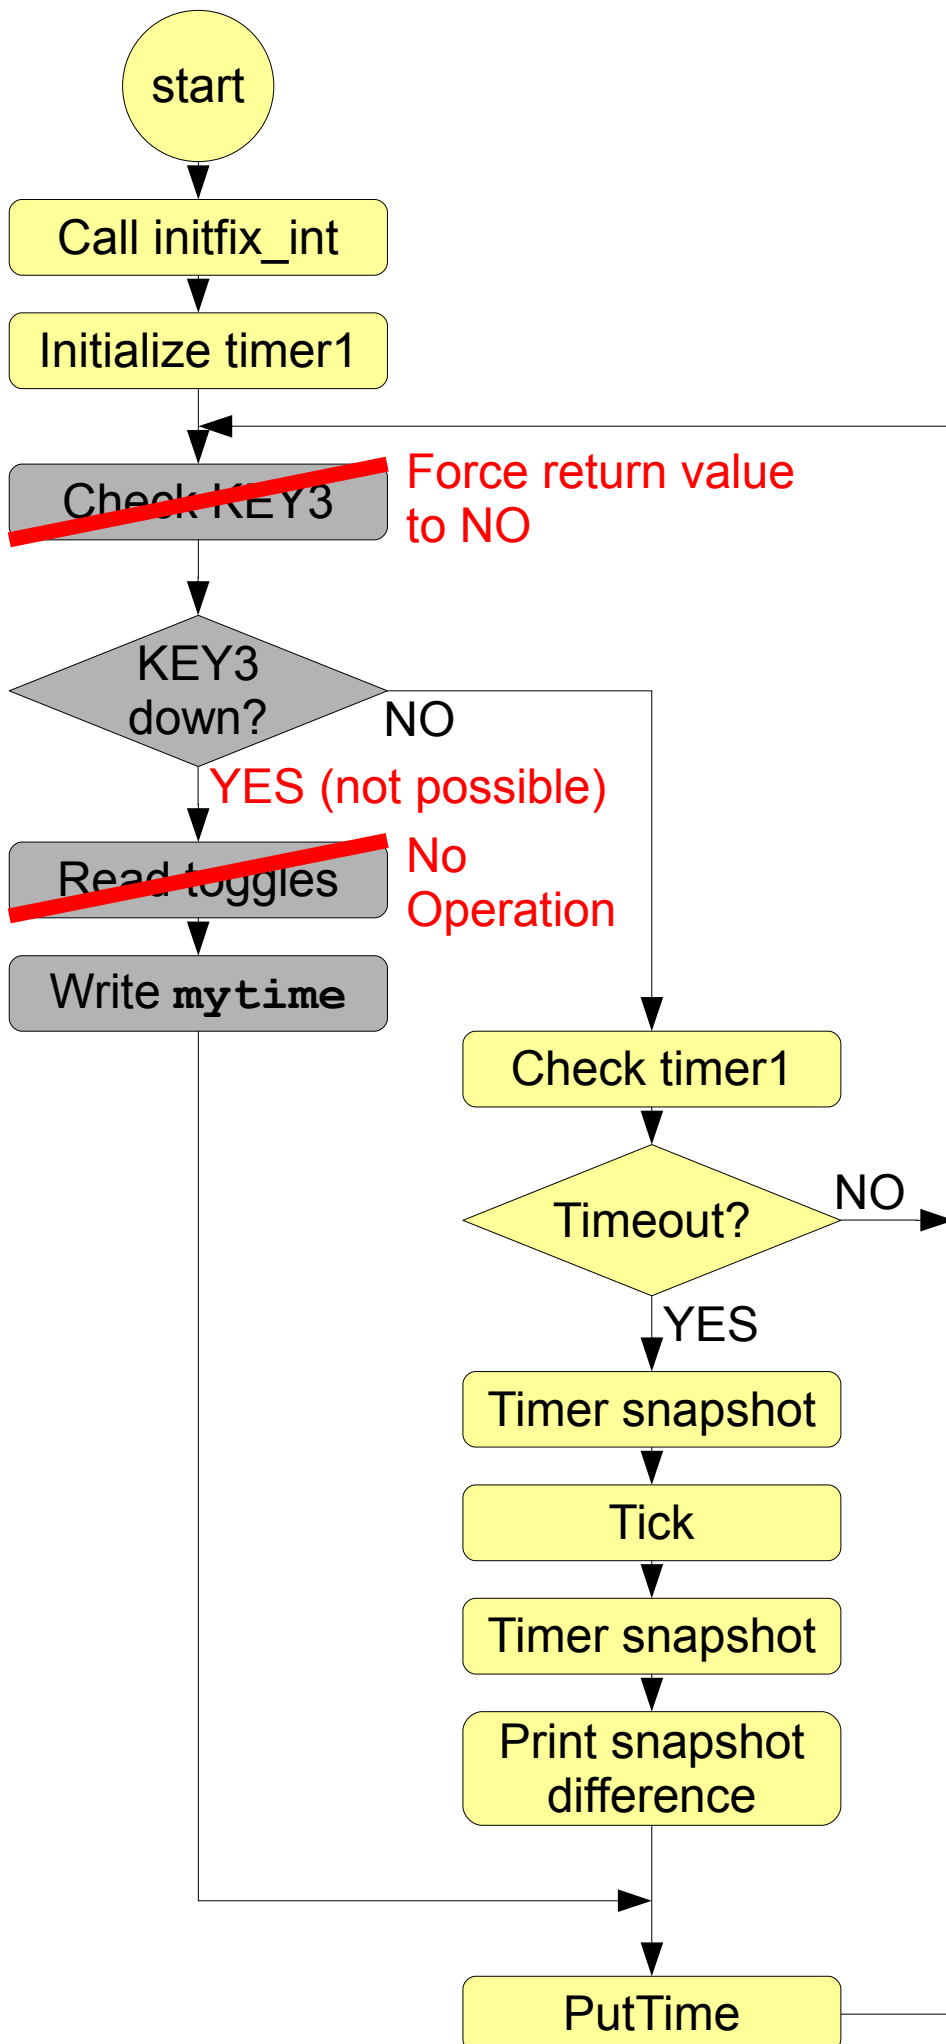 start
Call initfix_int
Initialize timer1
Check KEY3
Force return value
to NO
KEY3
down?
NO
YES (not possible)
Read toggles
No
Operation
Write mytime
Check timer1
Timeout?
NO
YES
Timer snapshot
Tick
Timer snapshot
Print snapshot
difference
PutTime